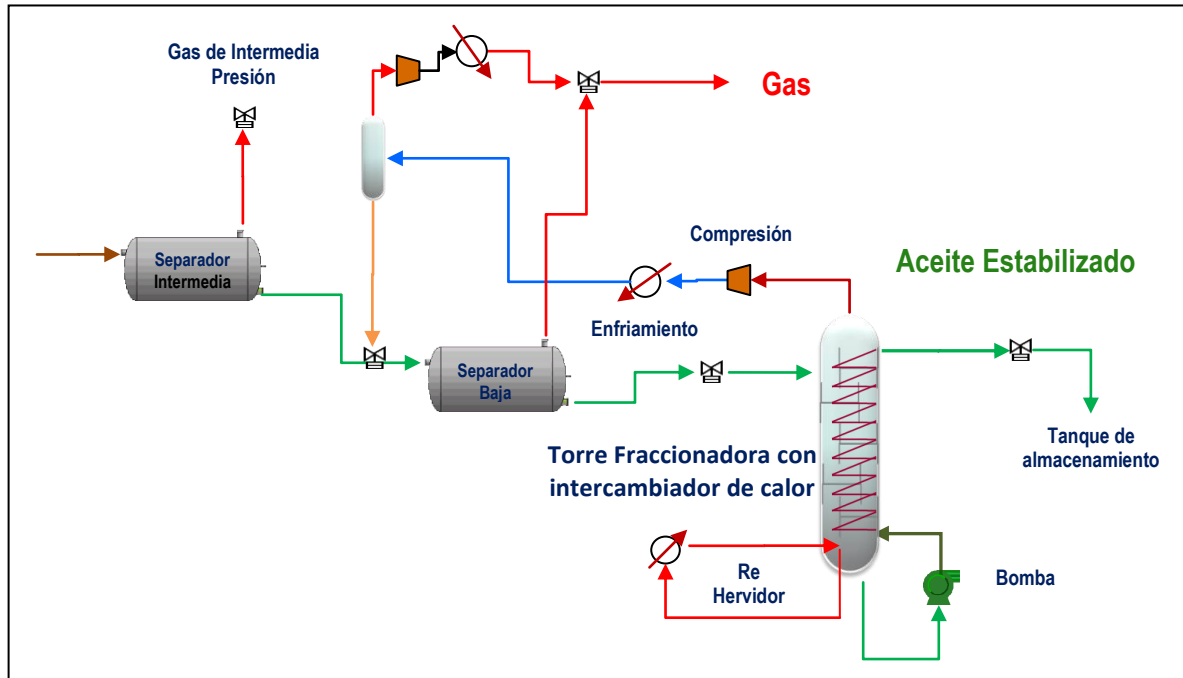 Gas de Intermedia
Presión
Gas
Separador
Intermedia
Compresión
Aceite Estabilizado
Enfriamiento
Separador
Baja
Torre Fraccionadora con
intercambiador de calor
Tanque de
almacenamiento
Re
Hervidor
Bomba